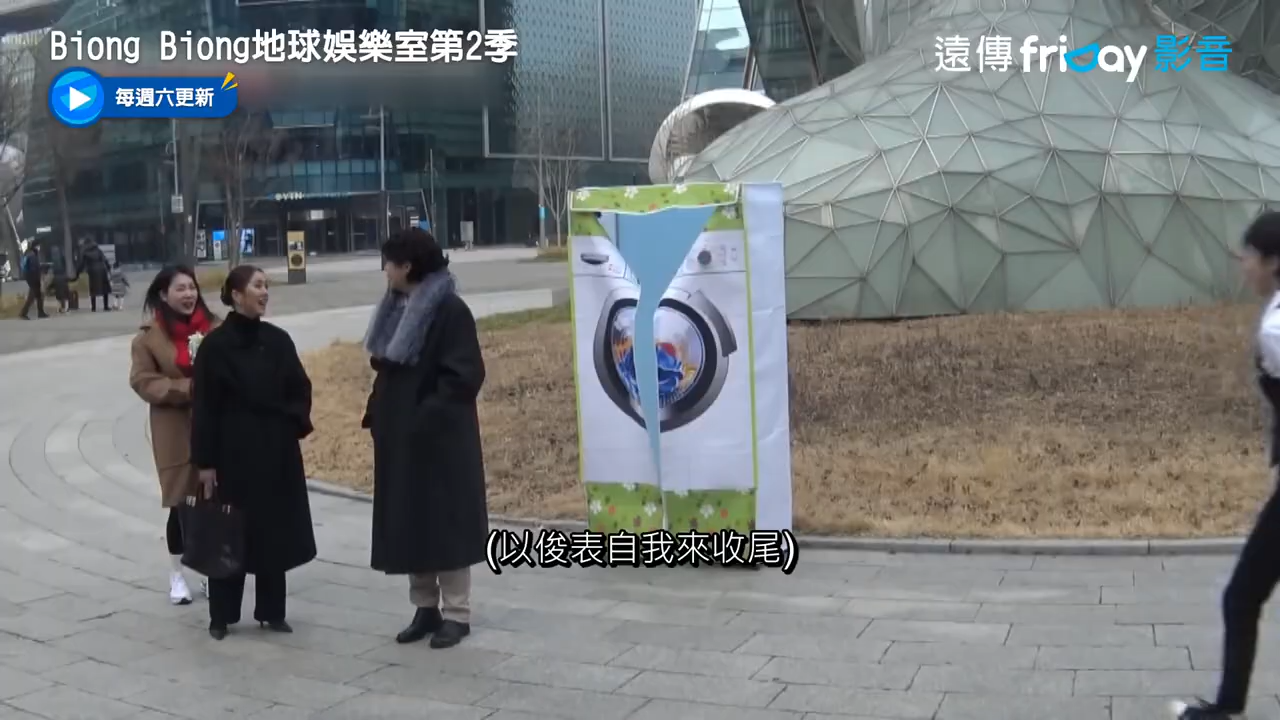 Biong Biong地球娛樂室第2季
每週六更新
遠傳friDay影音
YTN
(以俊表自我來收尾)